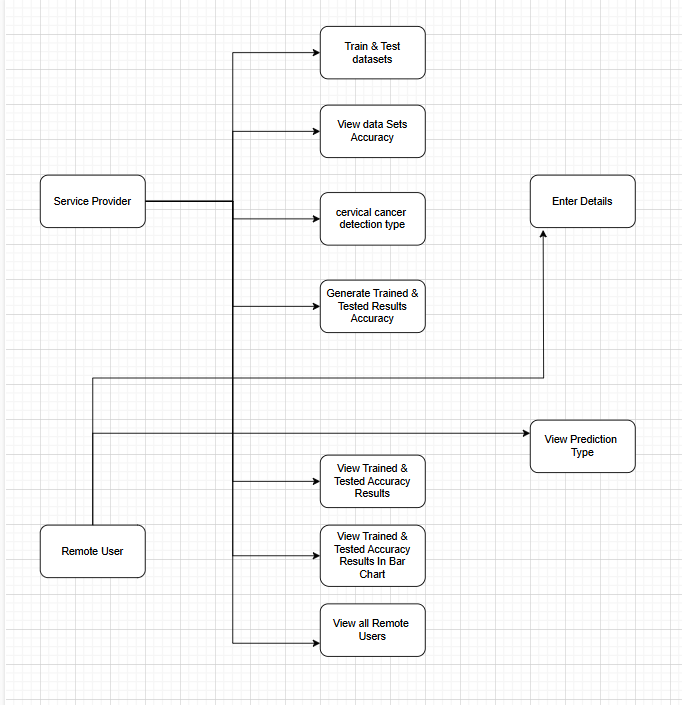 Train & Test
datasets
View data Sets
Accuracy
Service Provider
Enter Details
cervical cancer
detection type
Generate Trained &
Tested Results
Accuracy
View Prediction
Type
View Trained &
Tested Accuracy
Results
Remote User
View Trained &
Tested Accuracy
Results In Bar
Chart
View all Remote
Users